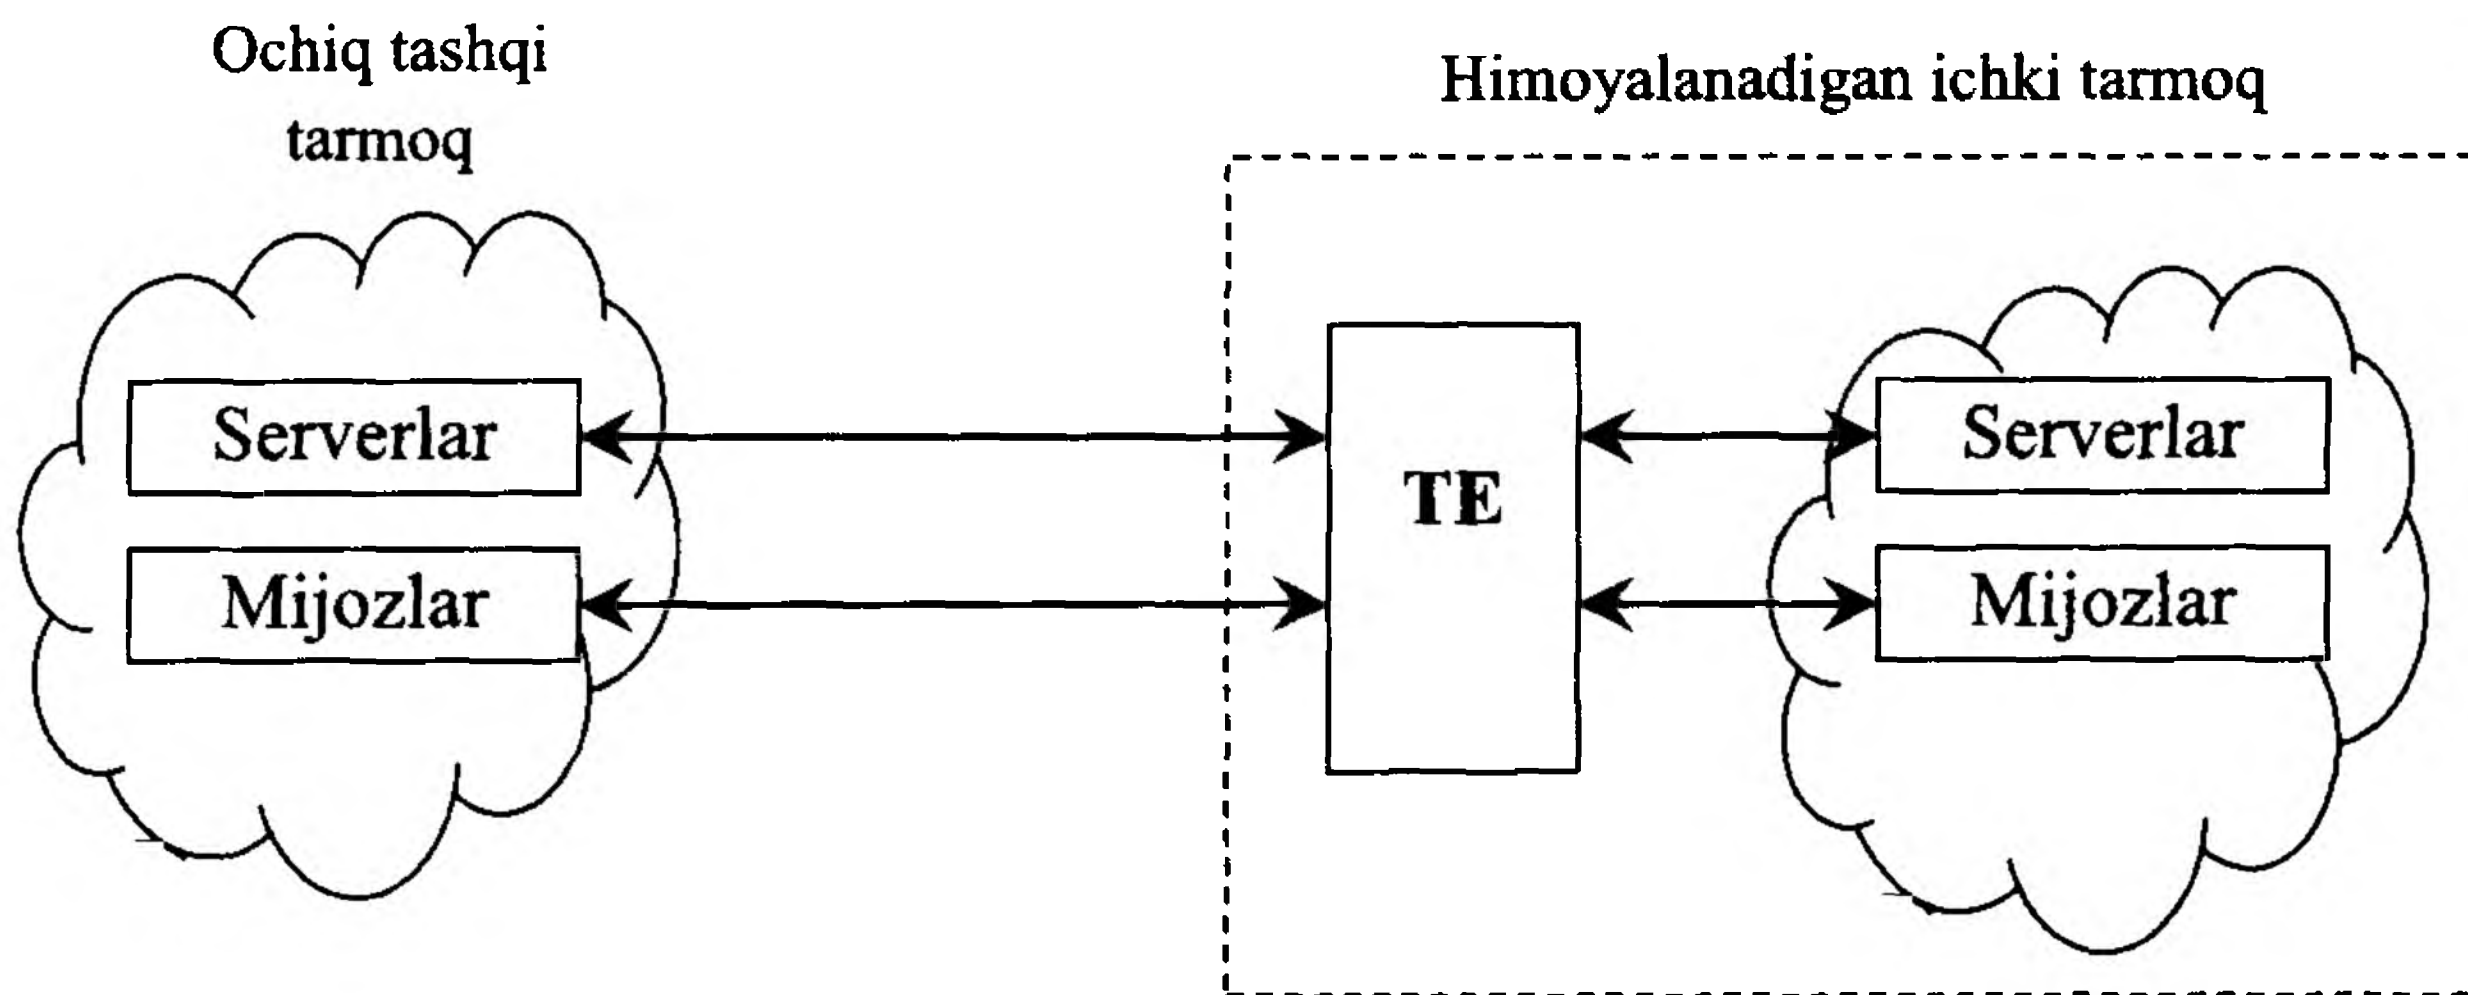 Ochiq tashqi
tarmoq
Himoyalanadigan ichki tarmoq
Serverlar
Mijozlar
TE
Serverlar
Mijozlar